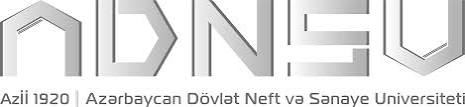 ADNSU
Azİİ 1920 | Azərbaycan Dövlət Neft və Sənaye Universiteti